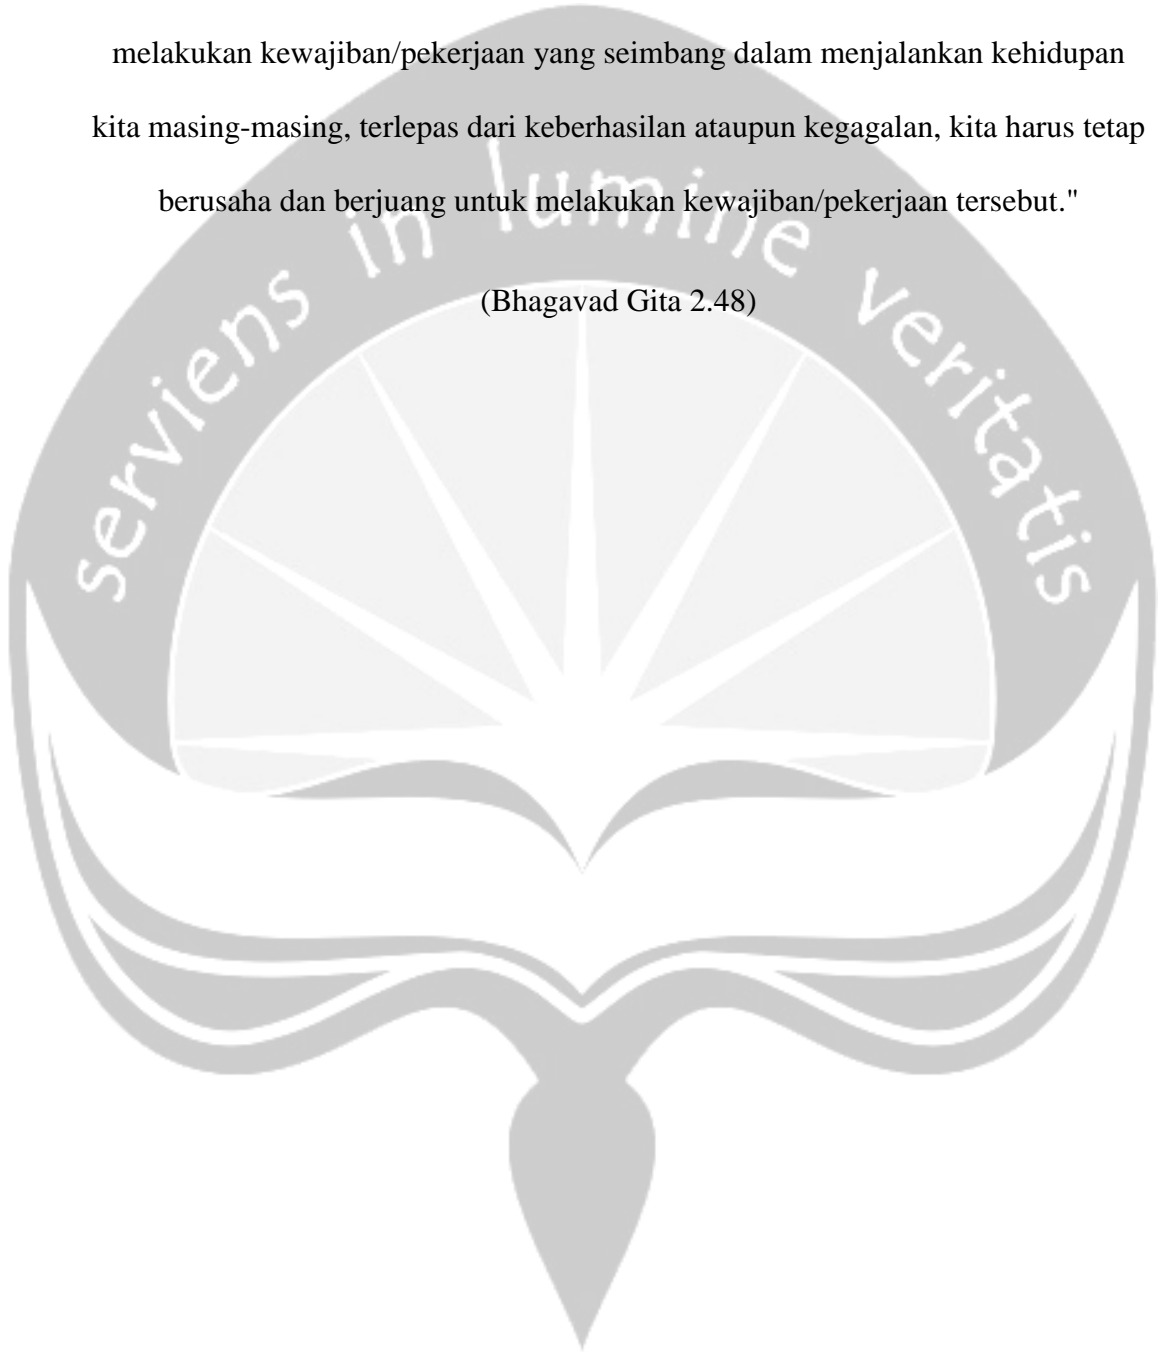 melakukan kewajiban/pekerjaan yang seimbang dalam menjalankan kehidupan
kita masing-masing, terlepas dari keberhasilan ataupun kegagalan, kita harus tetap
berusaha dan berjuang untuk melakukan kewajiban/pekerjaan tersebut."
(Bhagavad Gita 2.48)
serviens in lumine veritatis